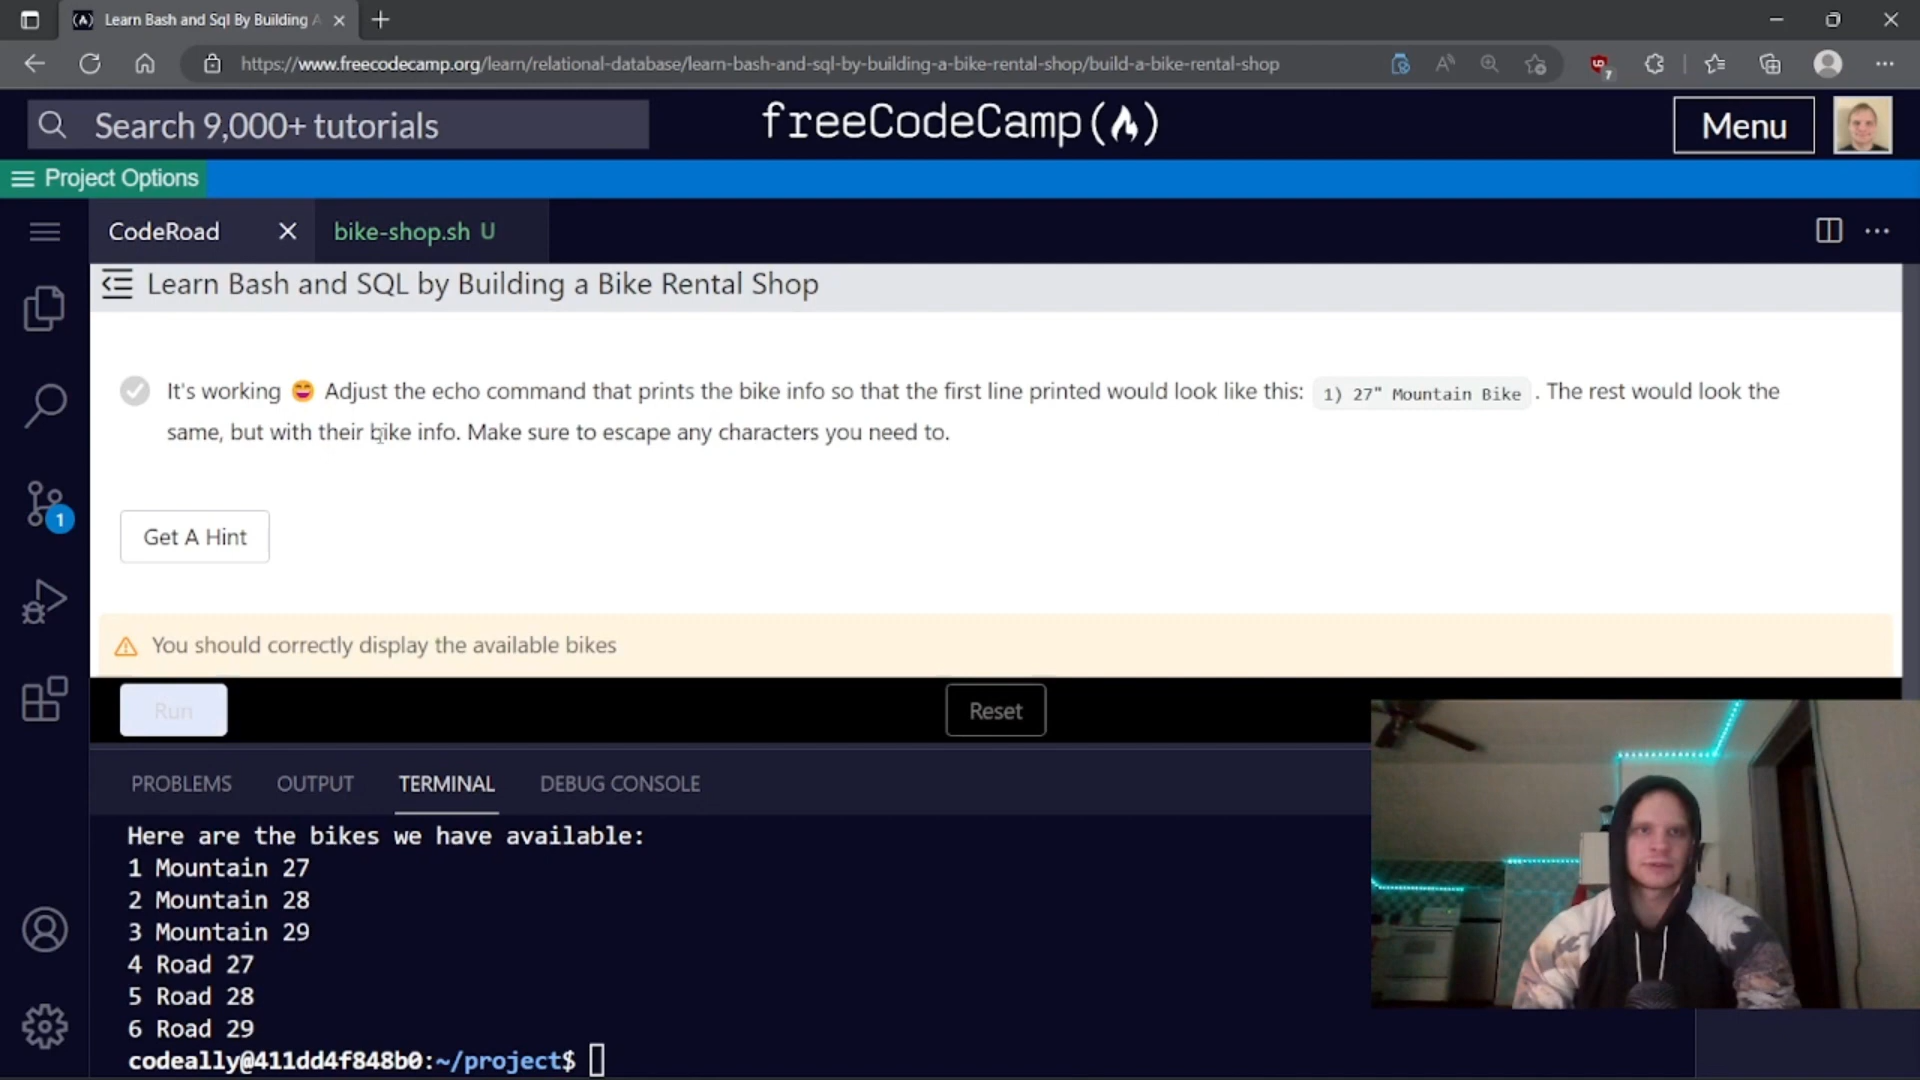 Learn Bash and Sql By Building A
https://www.freecodecamp.org/learn/relational-database/learn-bash-and-sql-by-building-a-bike-rental-shop/build-a-bike-rental-shop
7
Search 9,000+ tutorials
freeCodeCamp
Menu
Project Options
CodeRoad
bike-shop.sh U
Learn Bash and SQL by Building a Bike Rental Shop
It's working 😄 Adjust the echo command that prints the bike info so that the first line printed would look like this: 1) 27" Mountain Bike . The rest would look the
same, but with their bike info. Make sure to escape any characters you need to.
1
Get A Hint
You should correctly display the available bikes
Run
Reset
PROBLEMS OUTPUT TERMINAL DEBUG CONSOLE
Here are the bikes we have available:
1 Mountain 27
2 Mountain 28
3 Mountain 29
4 Road 27
5 Road 28
6 Road 29
codeally@411dd4f848b0:~/project$